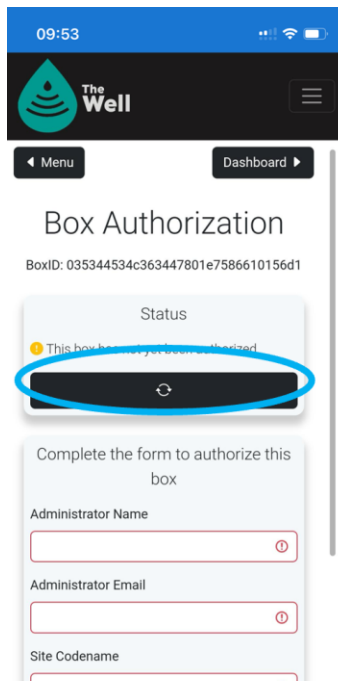 09:53
The
Well
Menu
Dashboard
Box Authorization
BoxID: 035344534c363447801e7586610156d1
Status
This box has not yet been authorized
Complete the form to authorize this
box
Administrator Name
Administrator Email
Site Codename